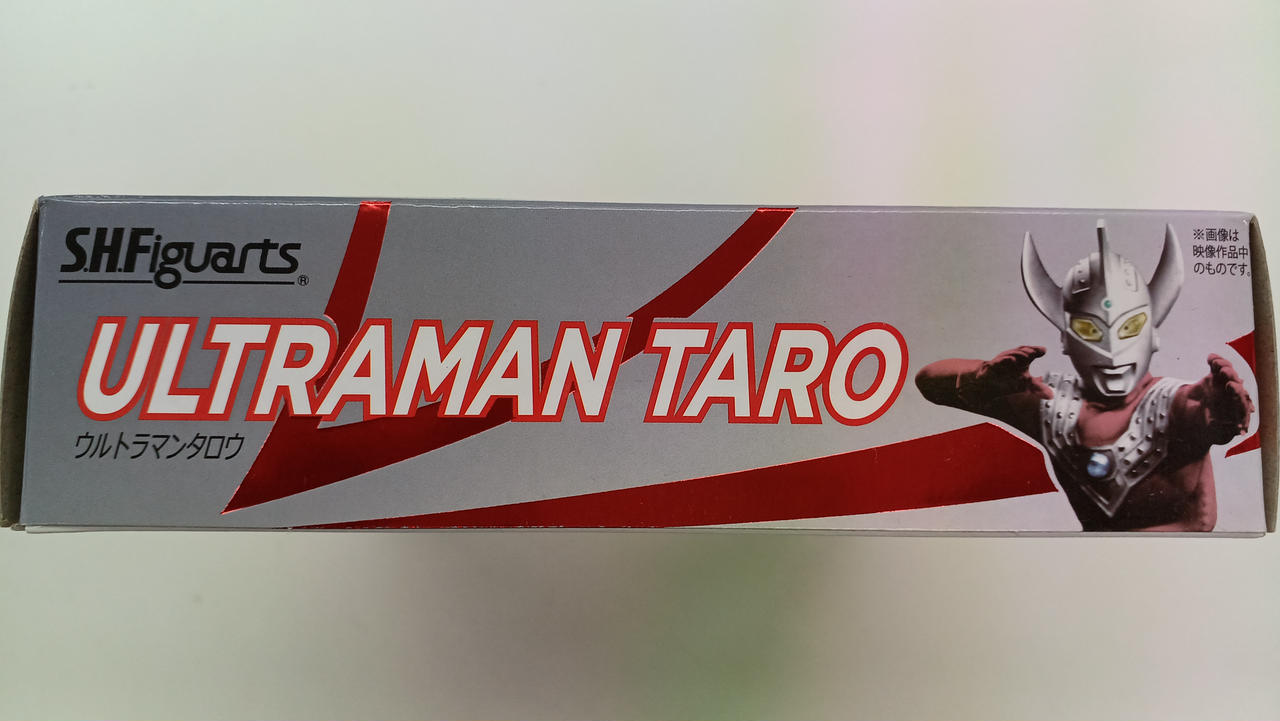 S.H.Figuarts®
ULTRAMAN TARO
ウルトラマンタロウ
※画像は
映像作品中
のものです。